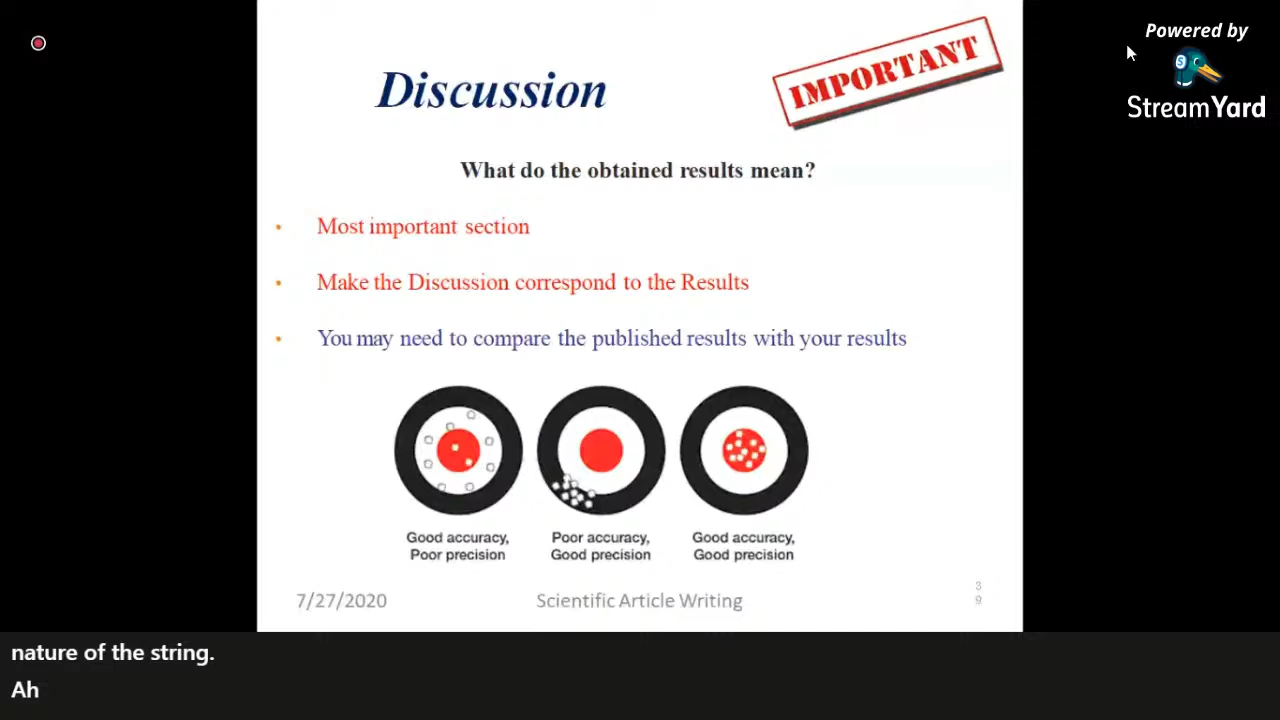 Powered by
StreamYard
IMPORTANT
Discussion
What do the obtained results mean?
• Most important section
• Make the Discussion correspond to the Results
• You may need to compare the published results with your results
Good accuracy,
Poor precision
Poor accuracy,
Good precision
Good accuracy,
Good precision
7/27/2020
Scientific Article Writing
3
9
nature of the string.
Ah